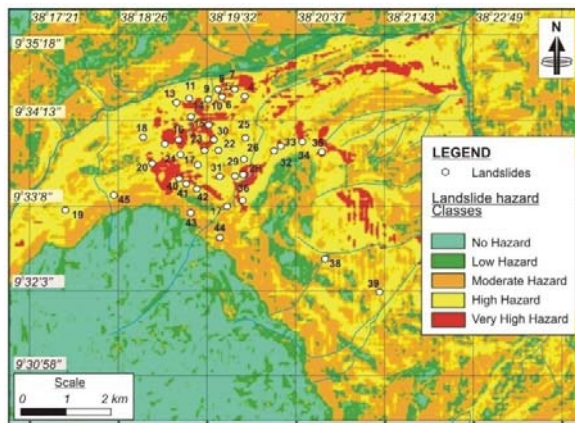 38 17'21 38 18'26 38 19'32 38 20'37 38 21'43 38 22'49
9˚35'18
N
7
8
11 9
13 10 6
9˚34'13
18 30 25
23
22 26 33 35
17 29 32 34
20 31
36
40 41 42
9˚33'8
45 17
19 43
44
38
9˚32'3
39
9˚30'58
LEGEND
Landslides
Landslide hazard
Classes
No Hazard
Low Hazard
Moderate Hazard
High Hazard
Very High Hazard
Scale
0 1 2 km